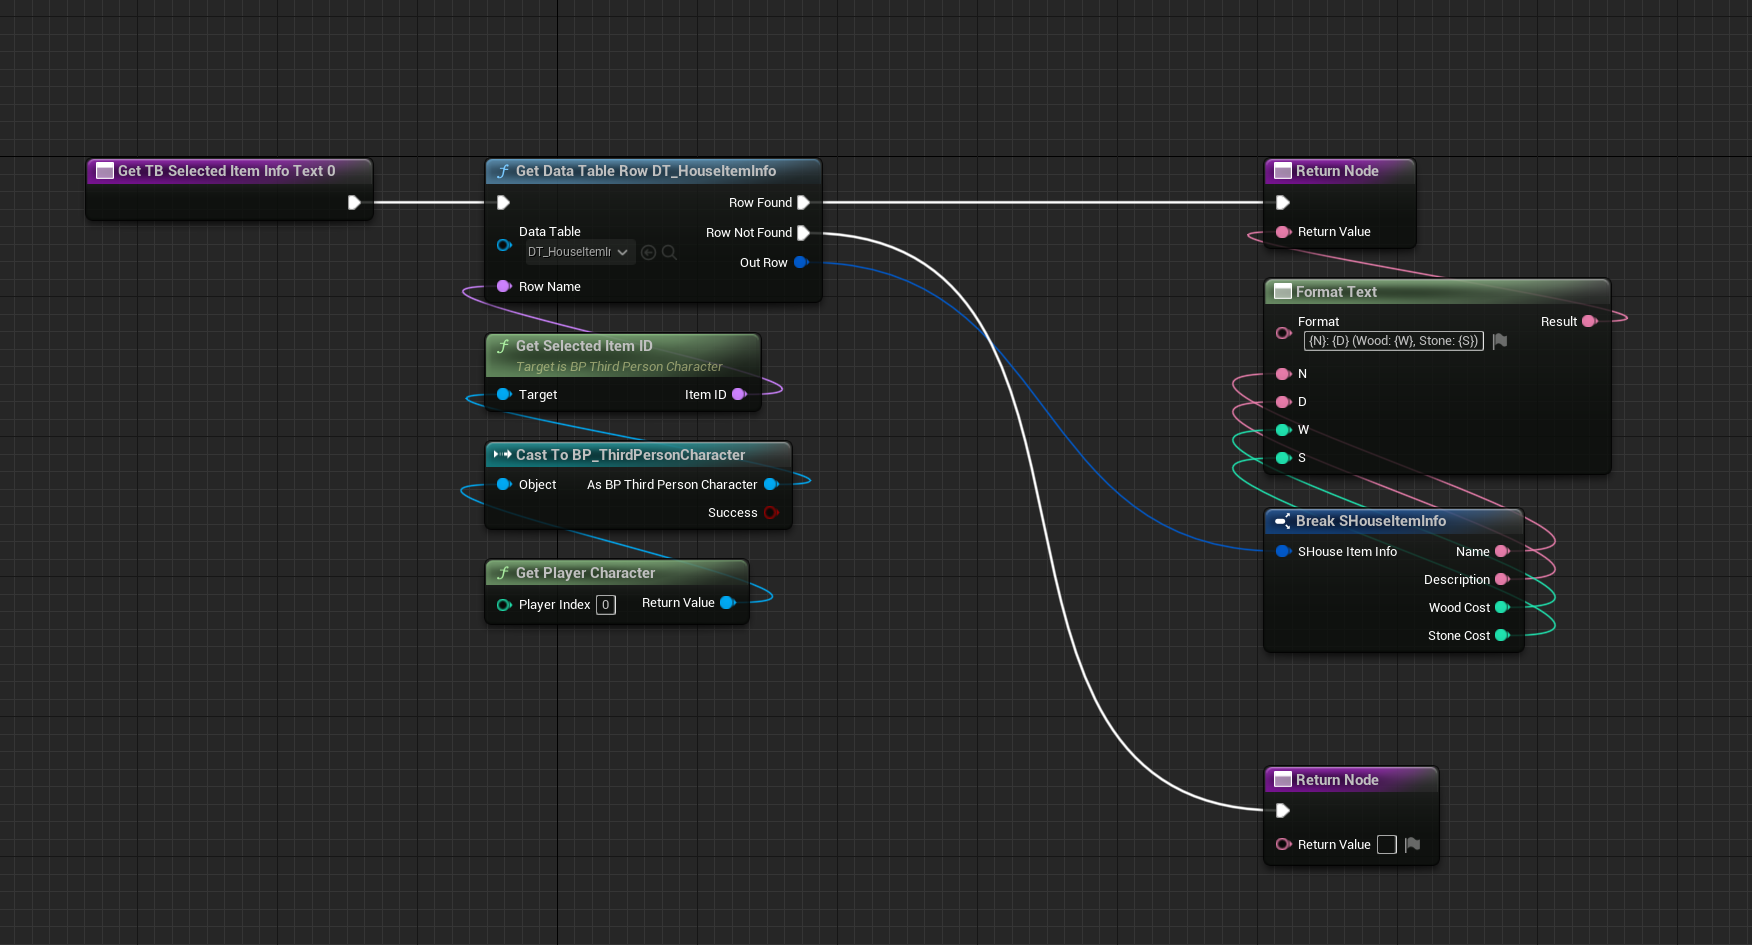 Get TB Selected Item Info Text 0
Get Data Table Row DT_HouseItemInfo
Row Found
Data Table
DT_HouseItemIr
Row Not Found
Out Row
Row Name
Get Selected Item ID
Target is BP Third Person Character
Target
Item ID
Cast To BP_ThirdPersonCharacter
Object
As BP Third Person Character
Success
Get Player Character
Player Index 0
Return Value
Return Node
Return Value
Format Text
Format
{N}: {D} (Wood: {W}, Stone: {S})
Result
N
D
W
S
Break SHouseItemInfo
SHouse Item Info
Name
Description
Wood Cost
Stone Cost
Return Node
Return Value